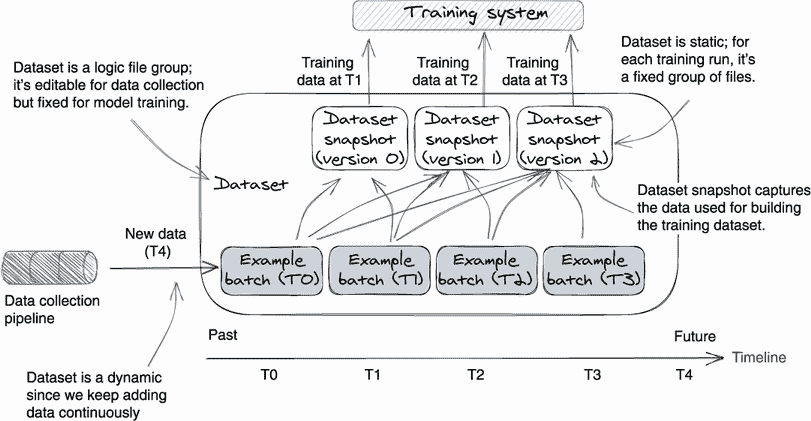 Training system
Dataset is a logic file group;
it's editable for data collection
but fixed for model training.
Training
data at T1
Training
data at T2
Training
data at T3
Dataset is static; for
each training run, it's
a fixed group of files.
Dataset
snapshot
(version 0)
Dataset
snapshot
(version 1)
Dataset
snapshot
(version 2)
Dataset
Dataset snapshot captures
the data used for building
the training dataset.
New data
(T4)
Data collection
pipeline
Example
batch (T0)
Example
batch (T1)
Example
batch (T2)
Example
batch (T3)
Past
Future
Timeline
T0
T1
T2
T3
T4
Dataset is a dynamic
since we keep adding
data continuously